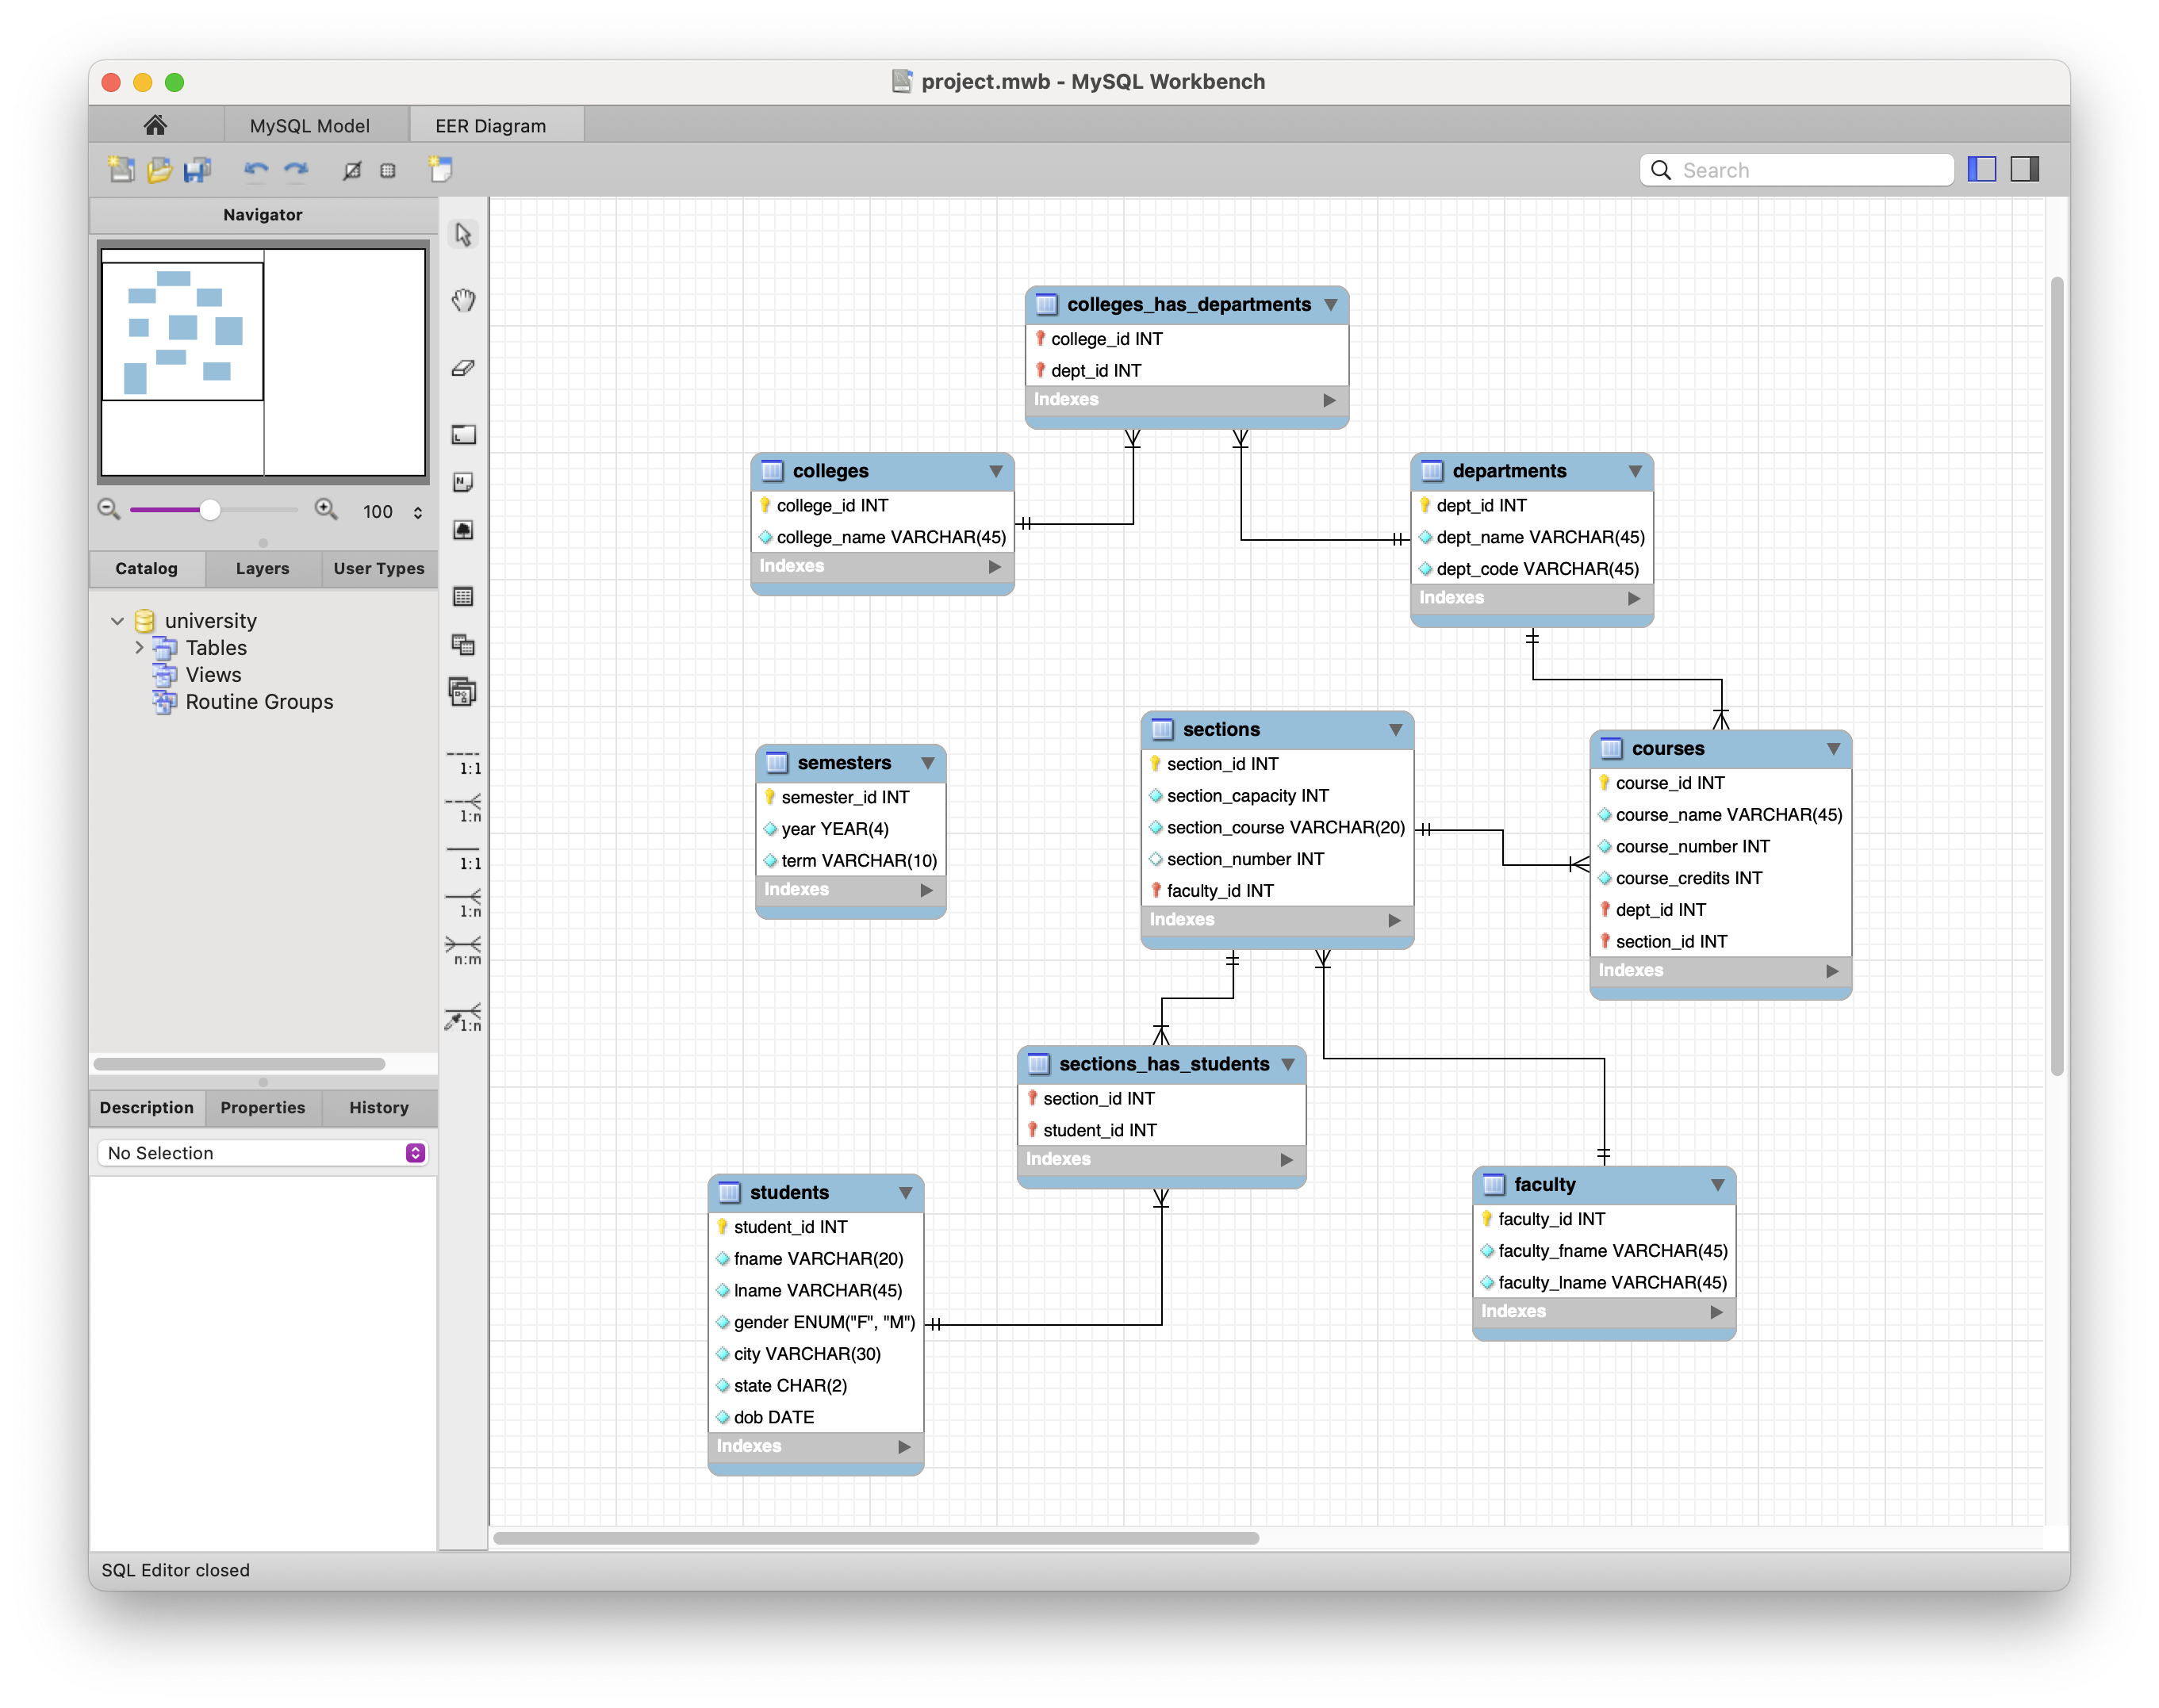 project.mwb - MySQL Workbench
MySQL Model
EER Diagram
Search
Navigator
100
Catalog
Layers
User Types
university
Tables
Views
Routine Groups
Description
Properties
History
No Selection
1:1
1:n
1:1
1:n
n:m
1:n
colleges_has_departments
college_id INT
dept_id INT
Indexes
colleges
college_id INT
college_name VARCHAR(45)
Indexes
departments
dept_id INT
dept_name VARCHAR(45)
dept_code VARCHAR(45)
Indexes
semesters
semester_id INT
year YEAR(4)
term VARCHAR(10)
Indexes
sections
section_id INT
section_capacity INT
section_course VARCHAR(20)
section_number INT
faculty_id INT
Indexes
courses
course_id INT
course_name VARCHAR(45)
course_number INT
course_credits INT
dept_id INT
section_id INT
Indexes
sections_has_students
section_id INT
student_id INT
Indexes
students
student_id INT
fname VARCHAR(20)
lname VARCHAR(45)
gender ENUM("F", "M")
city VARCHAR(30)
state CHAR(2)
dob DATE
Indexes
faculty
faculty_id INT
faculty_fname VARCHAR(45)
faculty_lname VARCHAR(45)
Indexes
SQL Editor closed